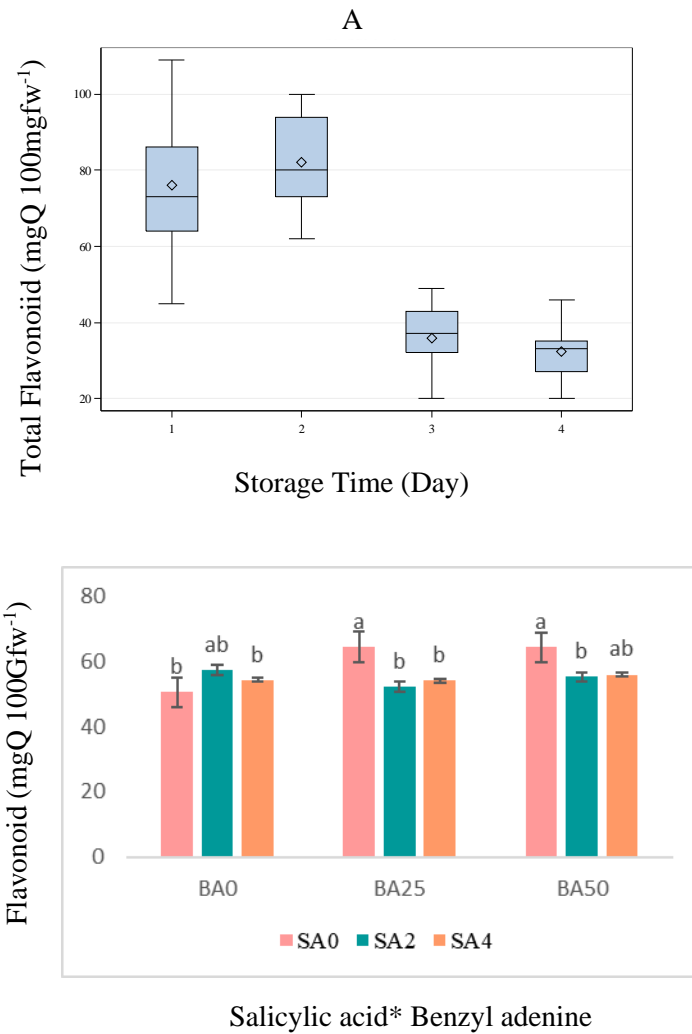 A
Total Flavonoiid (mgQ 100mgfw⁻¹)
100
80
60
40
20
1 2 3 4
Storage Time (Day)
Flavonoid (mgQ 100Gfw⁻¹)
80
60
40
20
0
b ab b a b b a b ab
BA0 BA25 BA50
SA0 SA2 SA4
Salicylic acid* Benzyl adenine